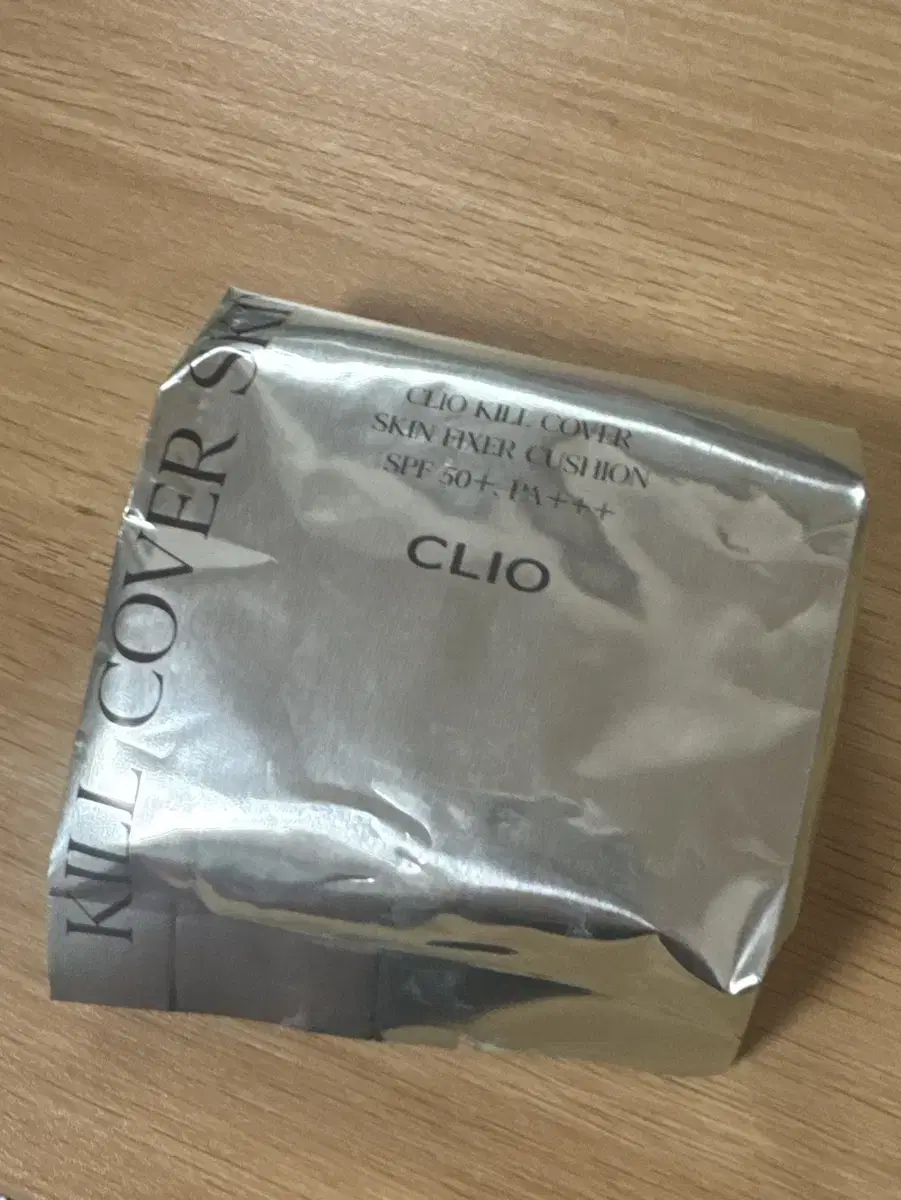 CLIO KILL COVER
SKIN FIXER CUSHION
SPF 50+, PA+++
CLIO
KILL COVER SKI